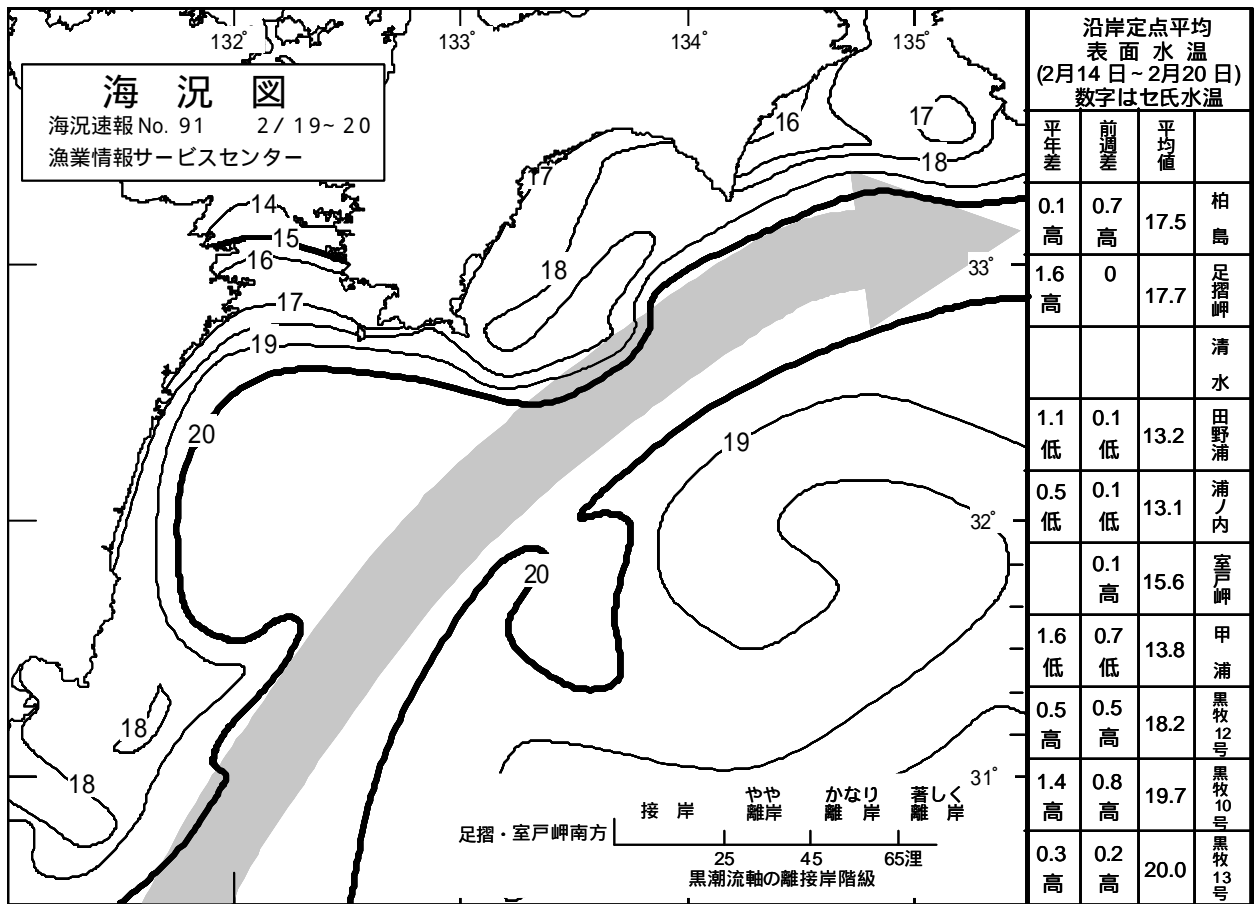 132°
133°
134°
135°
海況図
海況速報 No. 91　2/19~20
漁業情報サービスセンター
16
17
18
17
14
15
16
18
33°
17
19
20
19
32°
20
18
18
31°
接岸
やや離岸
かなり離岸
著しく離岸
足摺・室戸岬南方
25
45
65浬
黒潮流軸の離接岸階級
沿岸定点平均
表面水温
(2月14日~2月20日)
数字はセ氏水温
平年差 前週差 平均値
0.1高 0.7高 17.5 柏島
1.6高 0 17.7 足摺岬
清水
1.1低 0.1低 13.2 田野浦
0.5低 0.1低 13.1 浦ノ内
0.1高 15.6 室戸岬
1.6低 0.7低 13.8 甲浦
0.5高 0.5高 18.2 黒牧12号
1.4高 0.8高 19.7 黒牧10号
0.3高 0.2高 20.0 黒牧13号